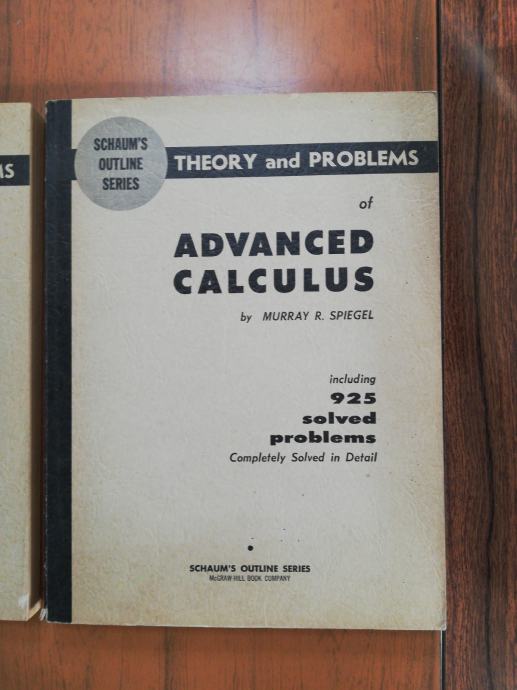 MS
SCHAUM'S
OUTLINE
SERIES
THEORY and PROBLEMS
of
ADVANCED
CALCULUS
by MURRAY R. SPIEGEL
including
925
solved
problems
Completely Solved in Detail
SCHAUM'S OUTLINE SERIES
McGRAW-HILL BOOK COMPANY